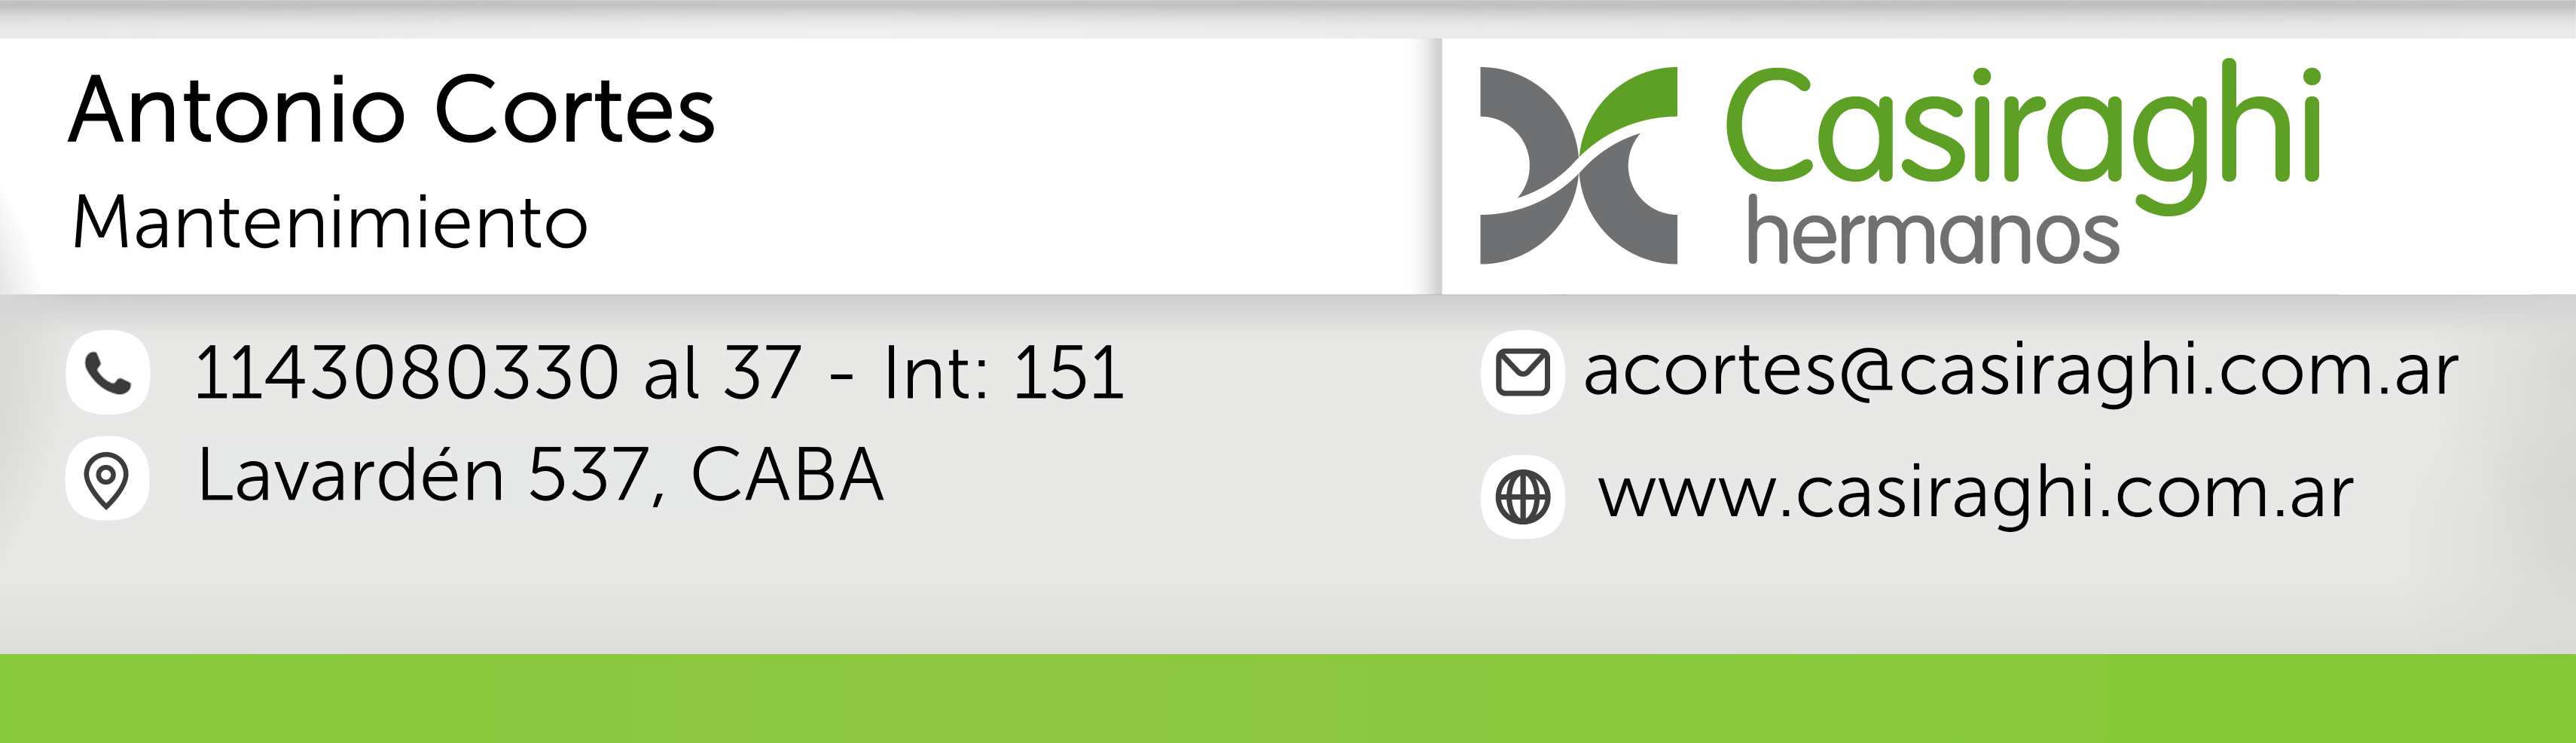 Antonio Cortes
Mantenimiento
Casiraghi
hermanos
1143080330 al 37 - Int: 151
Lavardén 537, CABA
acortes@casiraghi.com.ar
www.casiraghi.com.ar